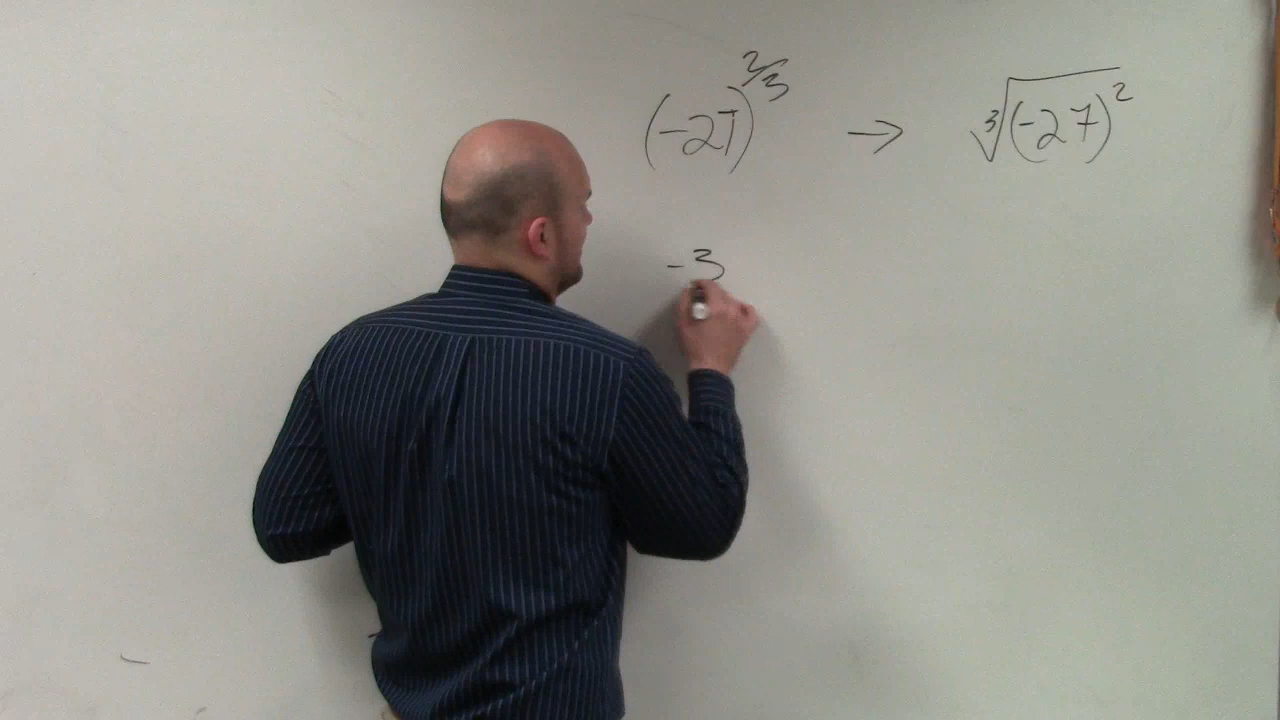 (-27)^{2/3} → ∛(-27)²
-3